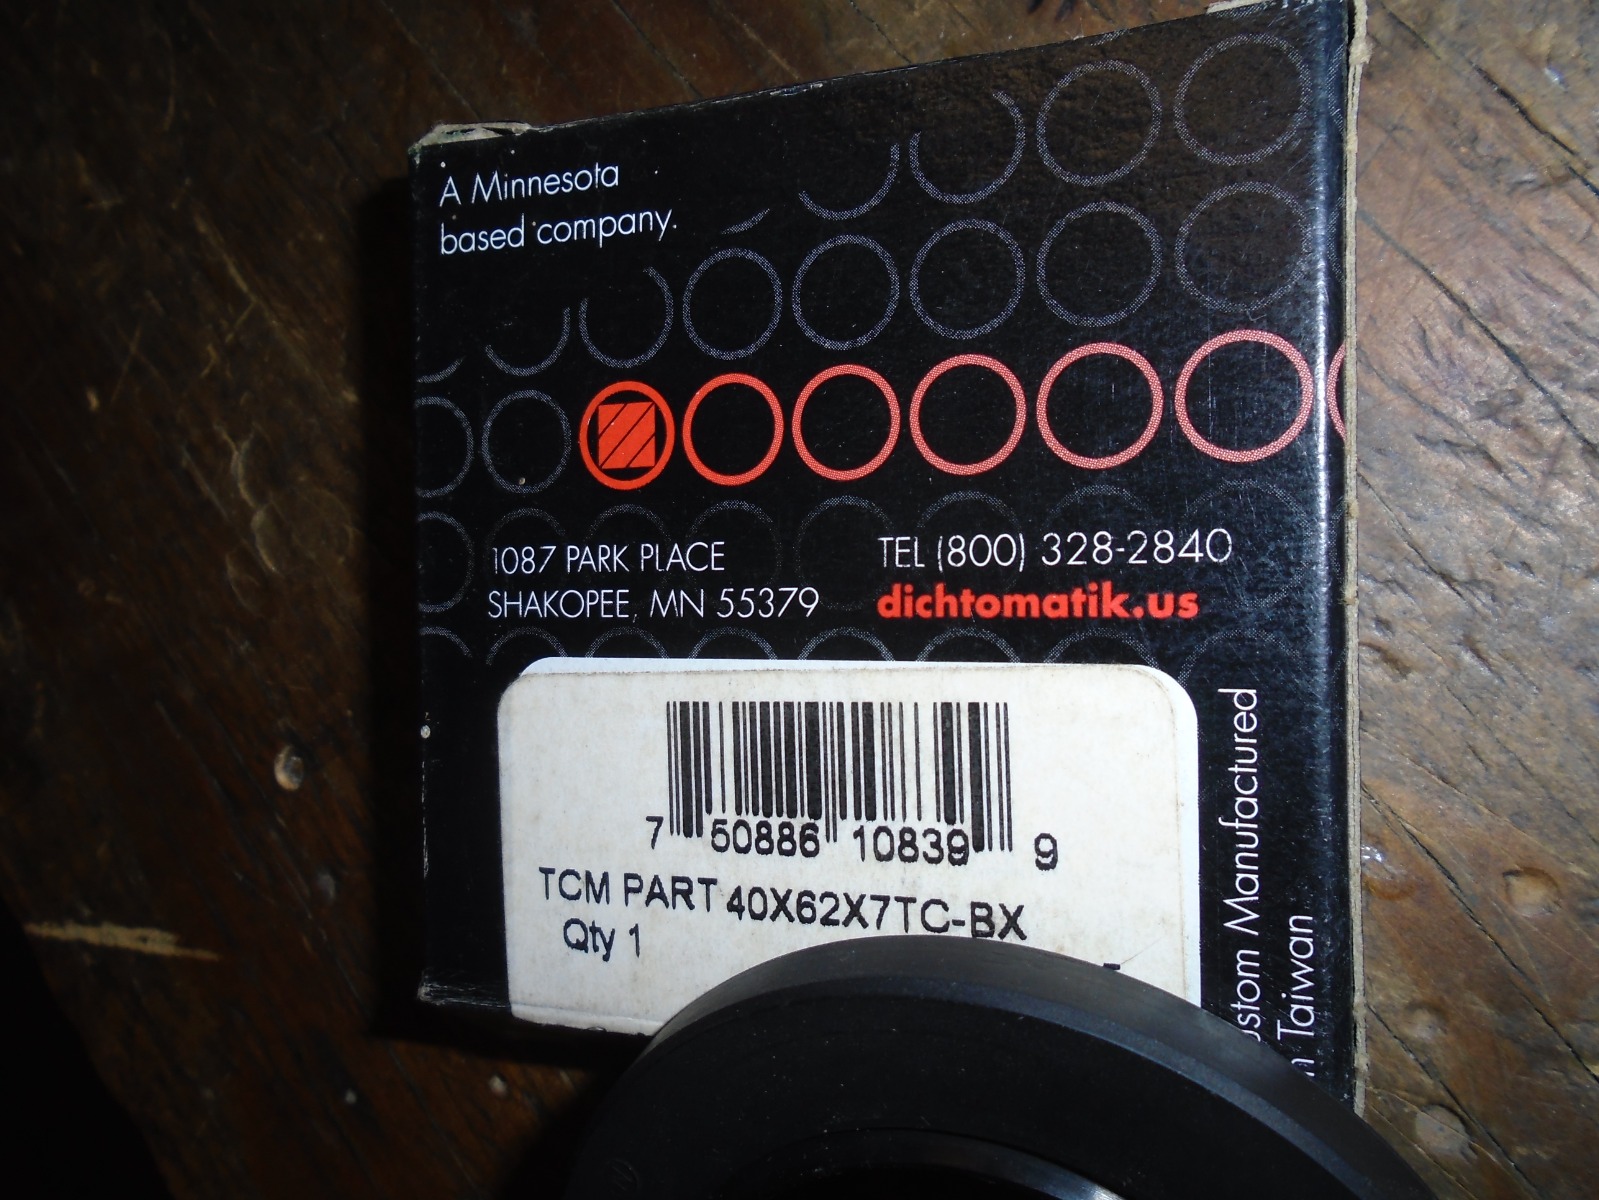 A Minnesota
based company.
1087 PARK PLACE
SHAKOPEE, MN 55379
TEL (800) 328-2840
dichtomatik.us
7 50886 10839 9
TCM PART 40X62X7TC-BX
Qty 1
Manufactured
Taiwan